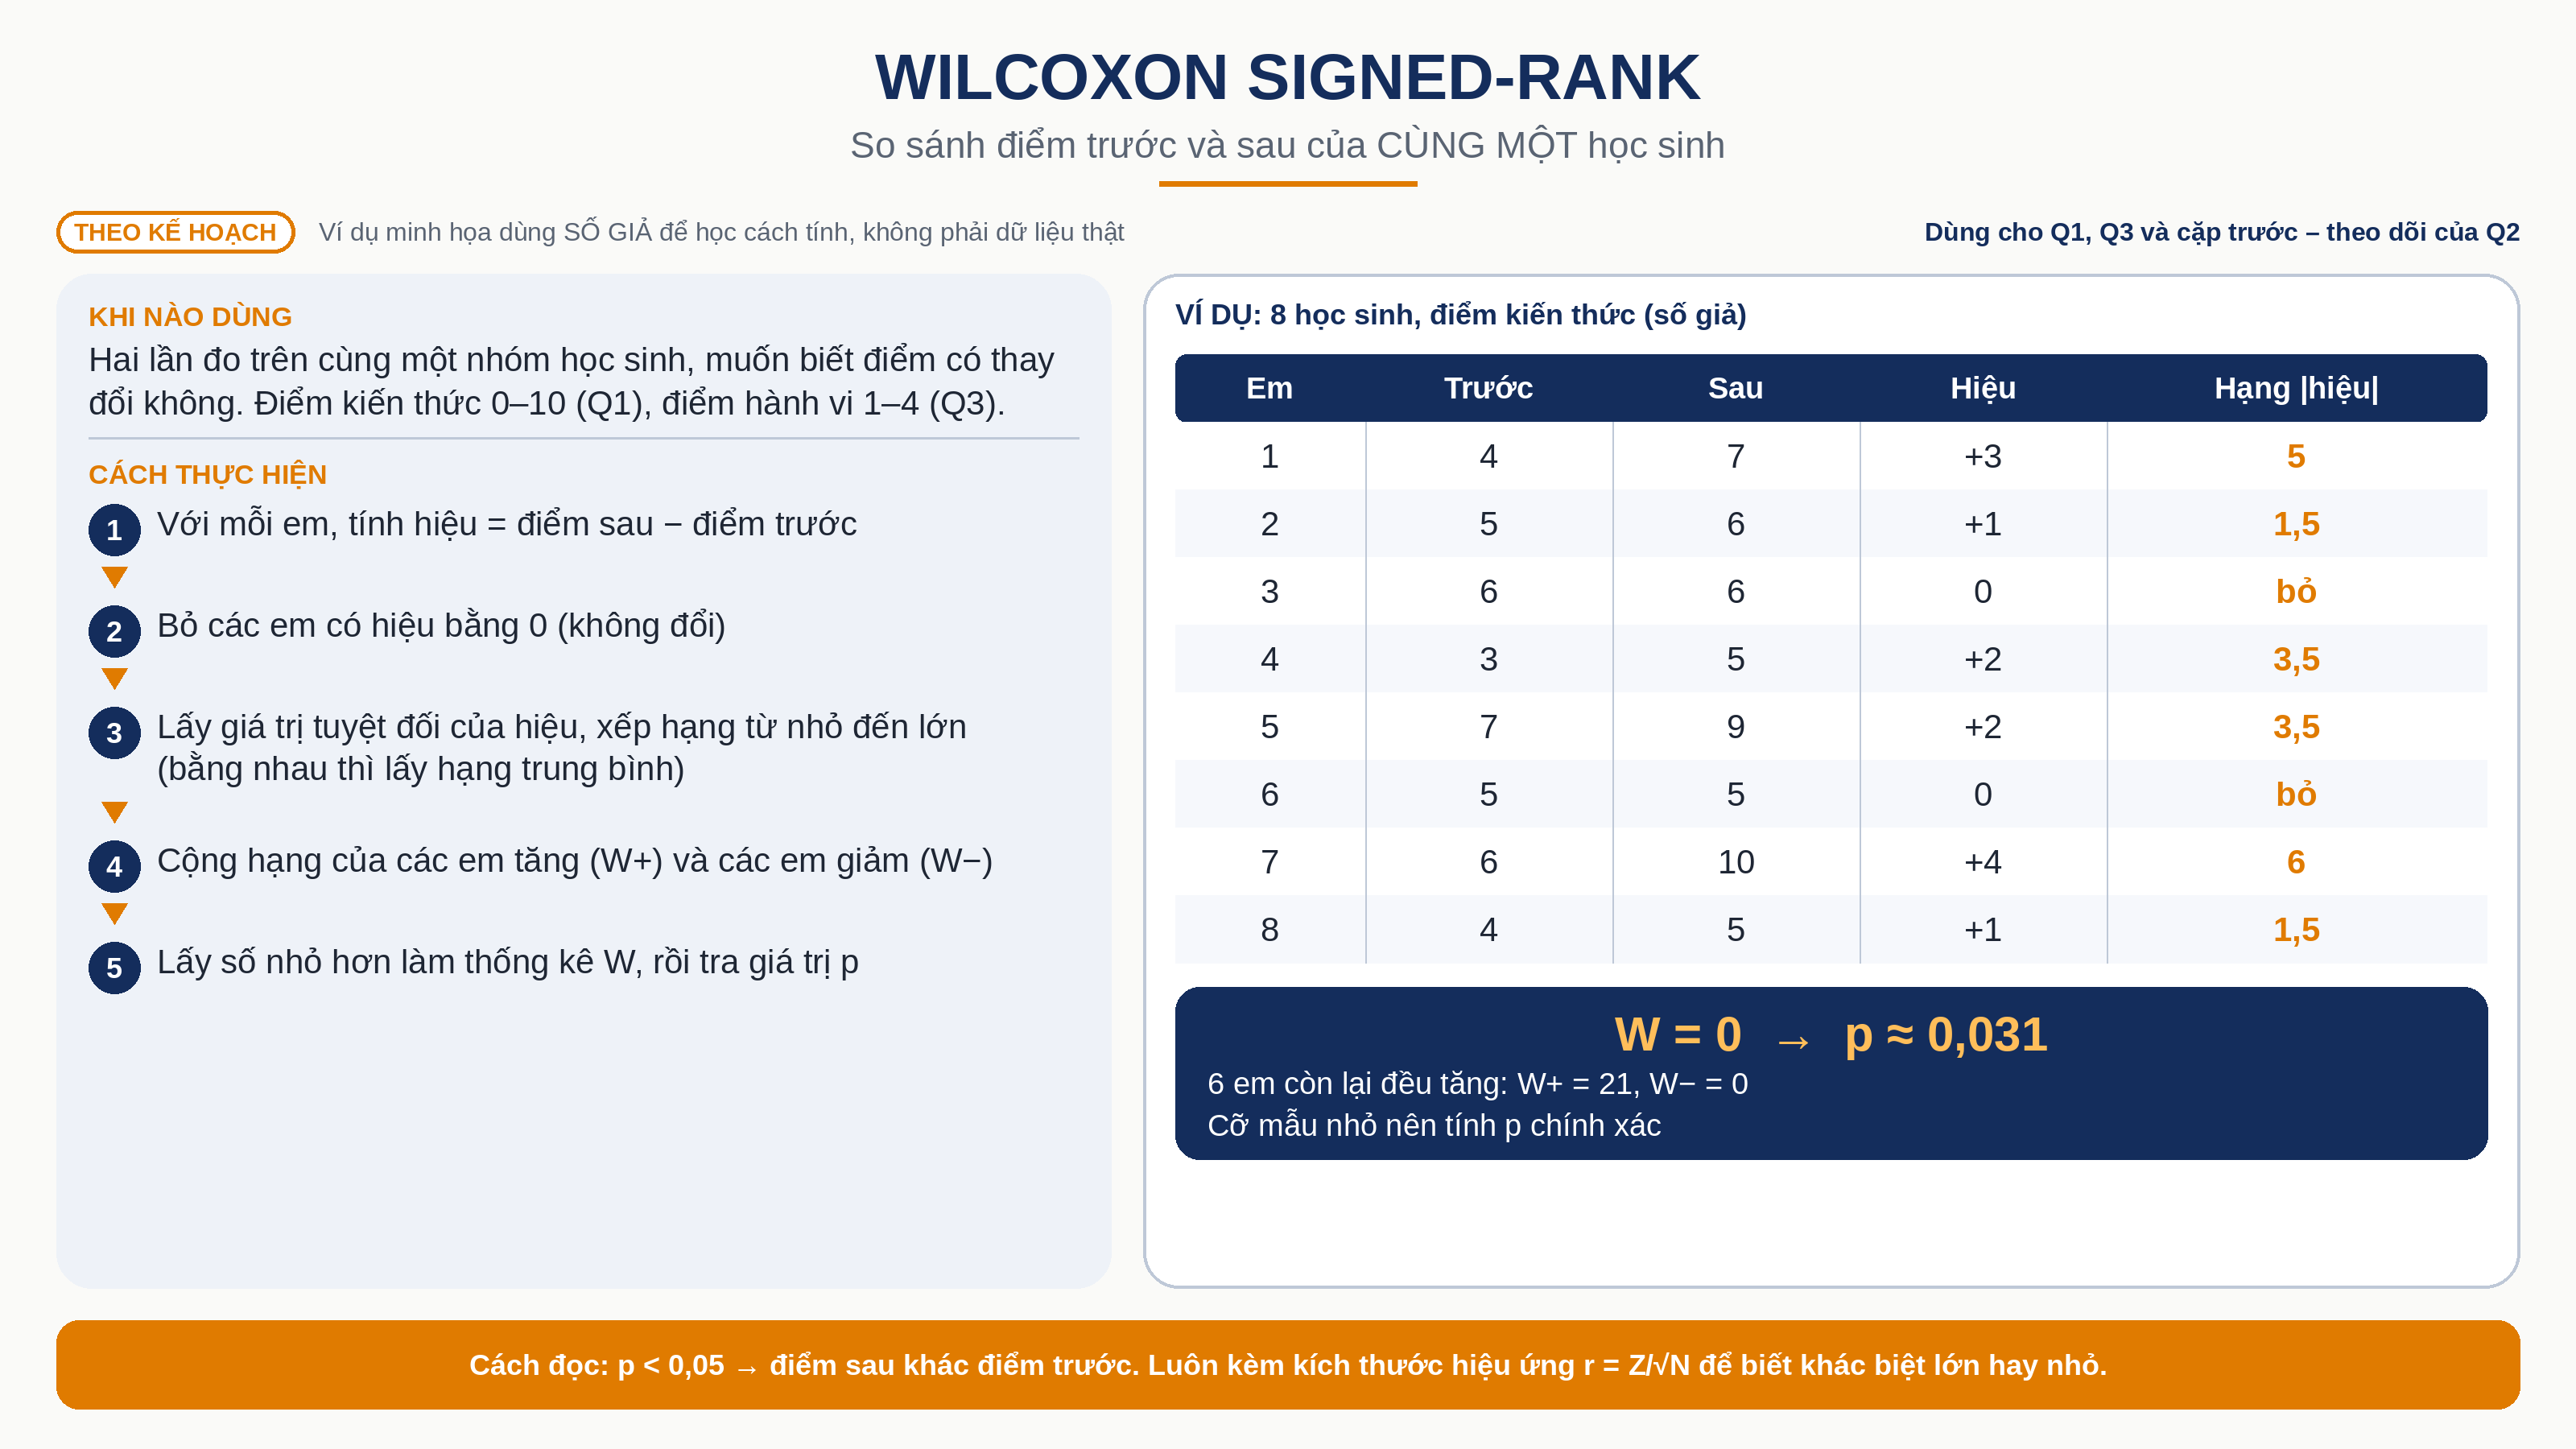 WILCOXON SIGNED-RANK
So sánh điểm trước và sau của CÙNG MỘT học sinh
THEO KẾ HOẠCH Ví dụ minh họa dùng SỐ GIẢ để học cách tính, không phải dữ liệu thật
Dùng cho Q1, Q3 và cặp trước – theo dõi của Q2
KHI NÀO DÙNG
Hai lần đo trên cùng một nhóm học sinh, muốn biết điểm có thay
đổi không. Điểm kiến thức 0–10 (Q1), điểm hành vi 1–4 (Q3).
CÁCH THỰC HIỆN
1 Với mỗi em, tính hiệu = điểm sau − điểm trước
2 Bỏ các em có hiệu bằng 0 (không đổi)
3 Lấy giá trị tuyệt đối của hiệu, xếp hạng từ nhỏ đến lớn
(bằng nhau thì lấy hạng trung bình)
4 Cộng hạng của các em tăng (W+) và các em giảm (W−)
5 Lấy số nhỏ hơn làm thống kê W, rồi tra giá trị p
VÍ DỤ: 8 học sinh, điểm kiến thức (số giả)
Em Trước Sau Hiệu Hạng |hiệu|
1 4 7 +3 5
2 5 6 +1 1,5
3 6 6 0 bỏ
4 3 5 +2 3,5
5 7 9 +2 3,5
6 5 5 0 bỏ
7 6 10 +4 6
8 4 5 +1 1,5
W = 0 → p ≈ 0,031
6 em còn lại đều tăng: W+ = 21, W− = 0
Cỡ mẫu nhỏ nên tính p chính xác
Cách đọc: p < 0,05 → điểm sau khác điểm trước. Luôn kèm kích thước hiệu ứng r = Z/√N để biết khác biệt lớn hay nhỏ.